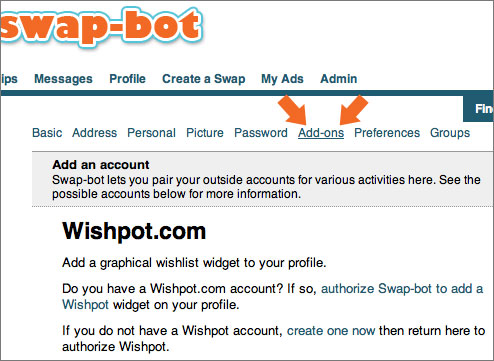 swap-bot
ips Messages Profile Create a Swap My Ads Admin
Fin
Basic Address Personal Picture Password Add-ons Preferences Groups
Add an account
Swap-bot lets you pair your outside accounts for various activities here. See the
possible accounts below for more information.
Wishpot.com
Add a graphical wishlist widget to your profile.
Do you have a Wishpot.com account? If so, authorize Swap-bot to add a
Wishpot widget on your profile.
If you do not have a Wishpot account, create one now then return here to
authorize Wishpot.